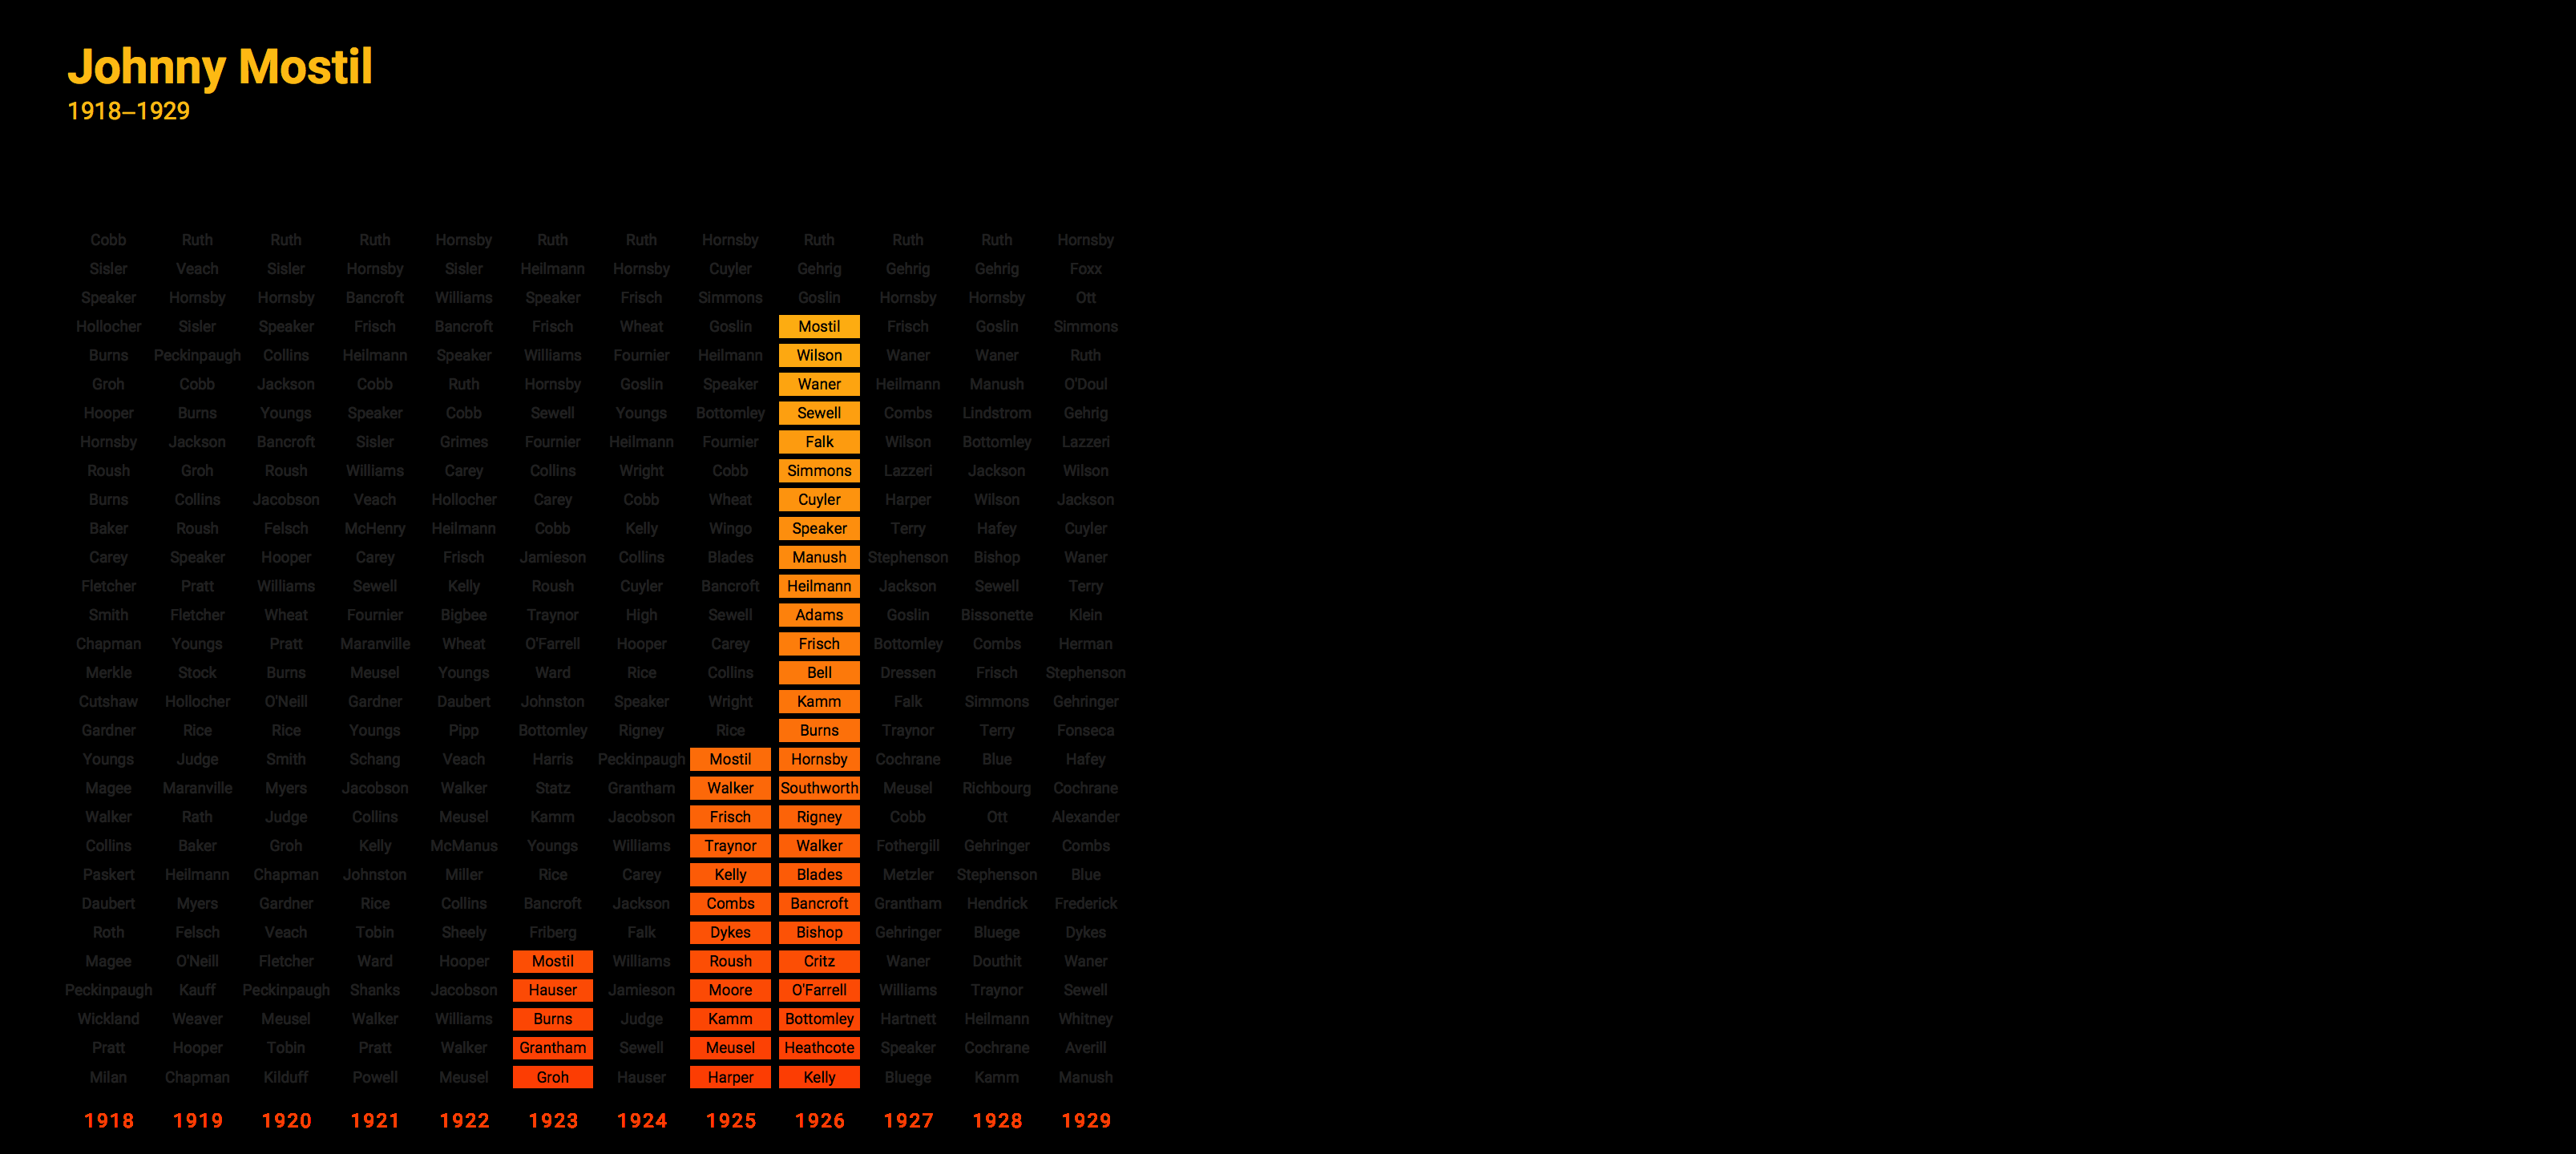 Johnny Mostil
1918–1929
Cobb Ruth Ruth Ruth Hornsby Ruth Ruth Hornsby Ruth Ruth Ruth Hornsby
Sisler Veach Sisler Hornsby Sisler Heilmann Hornsby Cuyler Gehrig Gehrig Gehrig Foxx
Speaker Hornsby Hornsby Bancroft Williams Speaker Frisch Simmons Goslin Hornsby Hornsby Ott
Hollocher Sisler Speaker Frisch Bancroft Frisch Wheat Goslin Mostil Frisch Goslin Simmons
Burns Peckinpaugh Collins Heilmann Speaker Williams Fournier Heilmann Wilson Waner Waner Ruth
Groh Cobb Jackson Cobb Ruth Hornsby Goslin Speaker Waner Heilmann Manush O'Doul
Hooper Burns Youngs Speaker Cobb Sewell Youngs Bottomley Sewell Combs Lindstrom Gehrig
Hornsby Jackson Bancroft Sisler Grimes Fournier Heilmann Fournier Falk Wilson Bottomley Lazzeri
Roush Groh Roush Williams Carey Collins Wright Cobb Simmons Lazzeri Jackson Wilson
Burns Collins Jacobson Veach Hollocher Carey Cobb Wheat Cuyler Harper Wilson Jackson
Baker Roush Felsch McHenry Heilmann Cobb Kelly Wingo Speaker Terry Hafey Cuyler
Carey Speaker Hooper Carey Frisch Jamieson Collins Blades Manush Stephenson Bishop Waner
Fletcher Pratt Williams Sewell Kelly Roush Cuyler Bancroft Heilmann Jackson Sewell Terry
Smith Fletcher Wheat Fournier Bigbee Traynor High Sewell Adams Goslin Bissonette Klein
Chapman Youngs Pratt Maranville Wheat O'Farrell Hooper Carey Frisch Bottomley Combs Herman
Merkle Stock Burns Meusel Youngs Ward Rice Collins Bell Dressen Frisch Stephenson
Cutshaw Hollocher O'Neill Gardner Daubert Johnston Speaker Wright Kamm Falk Simmons Gehringer
Gardner Rice Rice Youngs Pipp Bottomley Rigney Rice Burns Traynor Terry Fonseca
Youngs Judge Smith Schang Veach Harris Peckinpaugh Mostil Hornsby Cochrane Blue Hafey
Magee Maranville Myers Jacobson Walker Statz Grantham Walker Southworth Meusel Richbourg Cochrane
Walker Rath Judge Collins Meusel Kamm Jacobson Frisch Rigney Cobb Ott Alexander
Collins Baker Groh Kelly McManus Youngs Williams Traynor Walker Fothergill Gehringer Combs
Paskert Heilmann Chapman Johnston Miller Rice Carey Kelly Blades Metzler Stephenson Blue
Daubert Myers Gardner Rice Collins Bancroft Jackson Combs Bancroft Grantham Hendrick Frederick
Roth Felsch Veach Tobin Sheely Friberg Falk Dykes Bishop Gehringer Bluege Dykes
Magee O'Neill Fletcher Ward Hooper Mostil Williams Roush Critz Waner Douthit Waner
Peckinpaugh Kauff Peckinpaugh Shanks Jacobson Hauser Jamieson Moore O'Farrell Williams Traynor Sewell
Wickland Weaver Meusel Walker Williams Burns Judge Kamm Bottomley Hartnett Heilmann Whitney
Pratt Hooper Tobin Pratt Walker Grantham Sewell Meusel Heathcote Speaker Cochrane Averill
Milan Chapman Kilduff Powell Meusel Groh Hauser Harper Kelly Bluege Kamm Manush
1918 1919 1920 1921 1922 1923 1924 1925 1926 1927 1928 1929